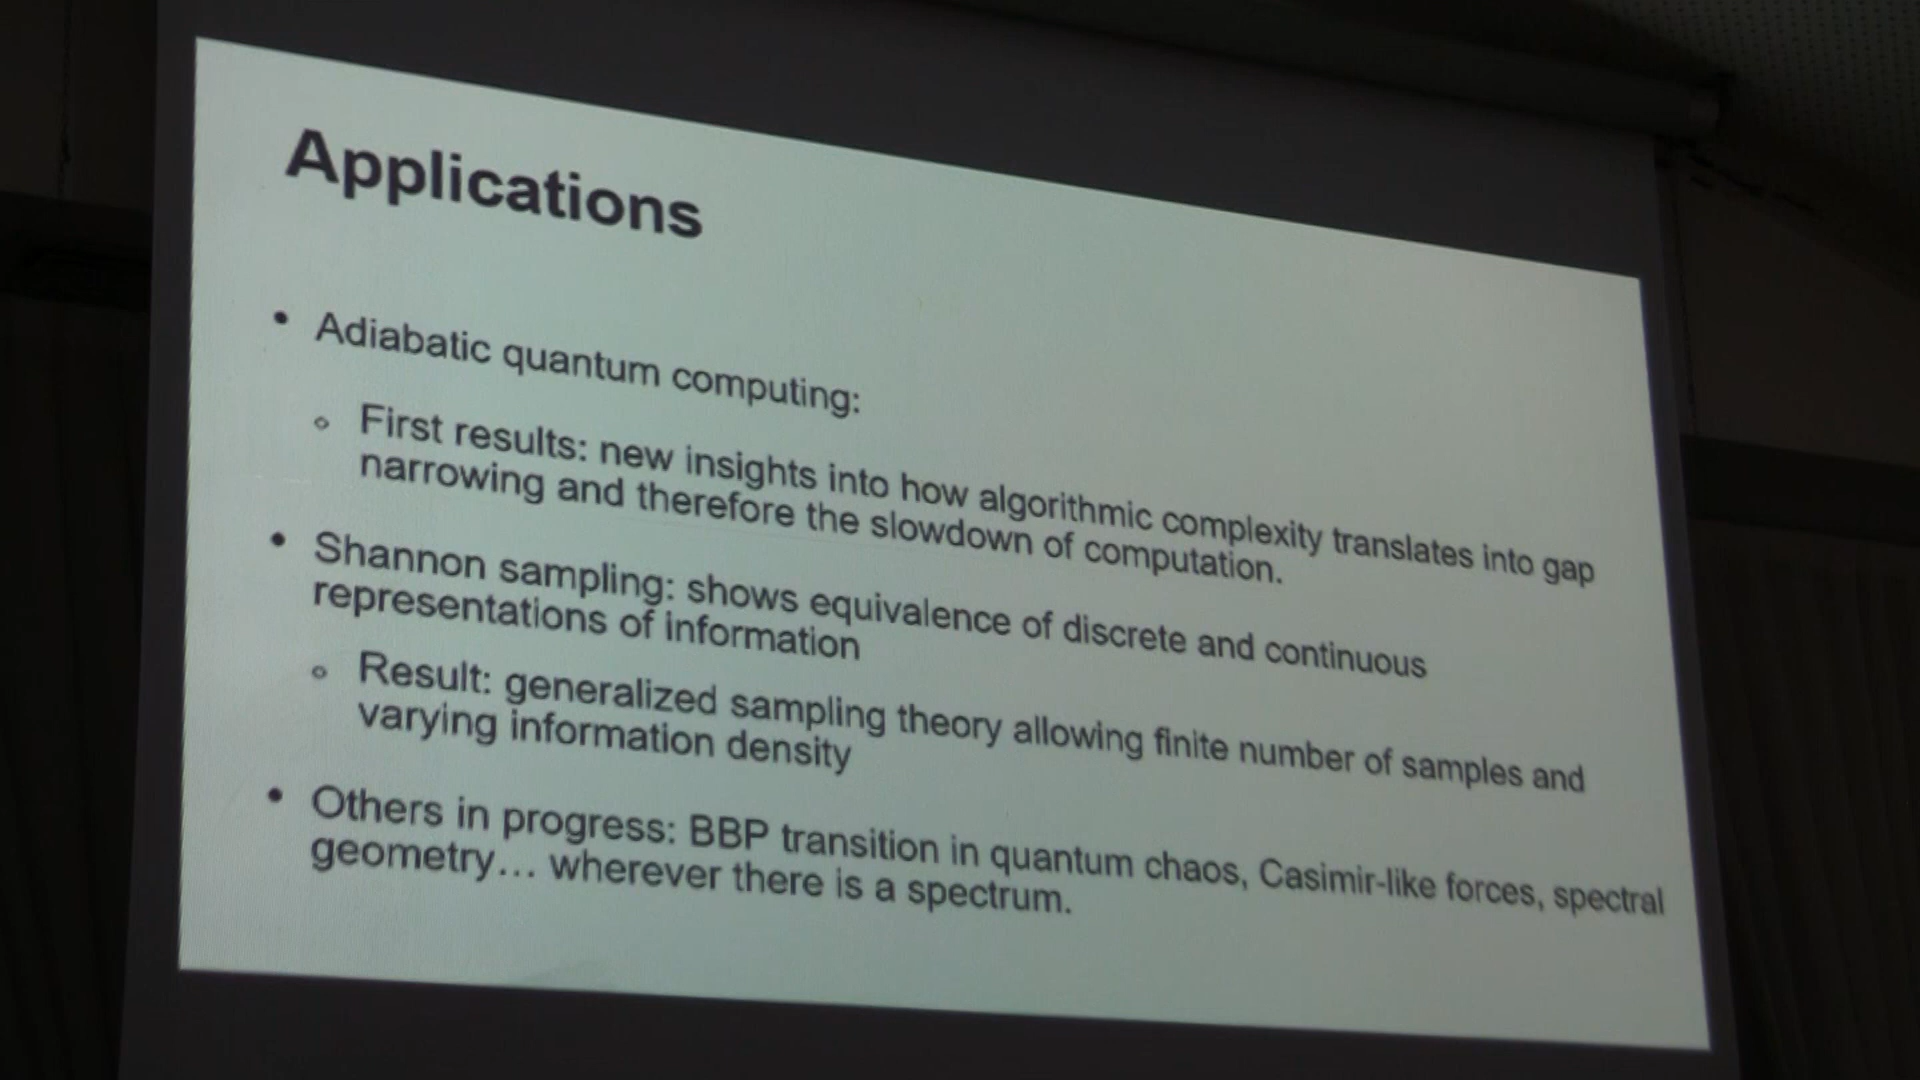 Applications
• Adiabatic quantum computing:
◦ First results: new insights into how algorithmic complexity translates into gap
narrowing and therefore the slowdown of computation.
• Shannon sampling: shows equivalence of discrete and continuous
representations of information
◦ Result: generalized sampling theory allowing finite number of samples and
varying information density
• Others in progress: BBP transition in quantum chaos, Casimir-like forces, spectral
geometry… wherever there is a spectrum.